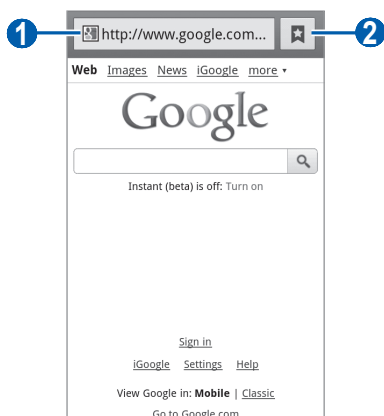 1 http://www.google.com... 2
Web Images News iGoogle more ▾
Google
Instant (beta) is off: Turn on
Sign in
iGoogle Settings Help
View Google in: Mobile | Classic
Go to Google.com